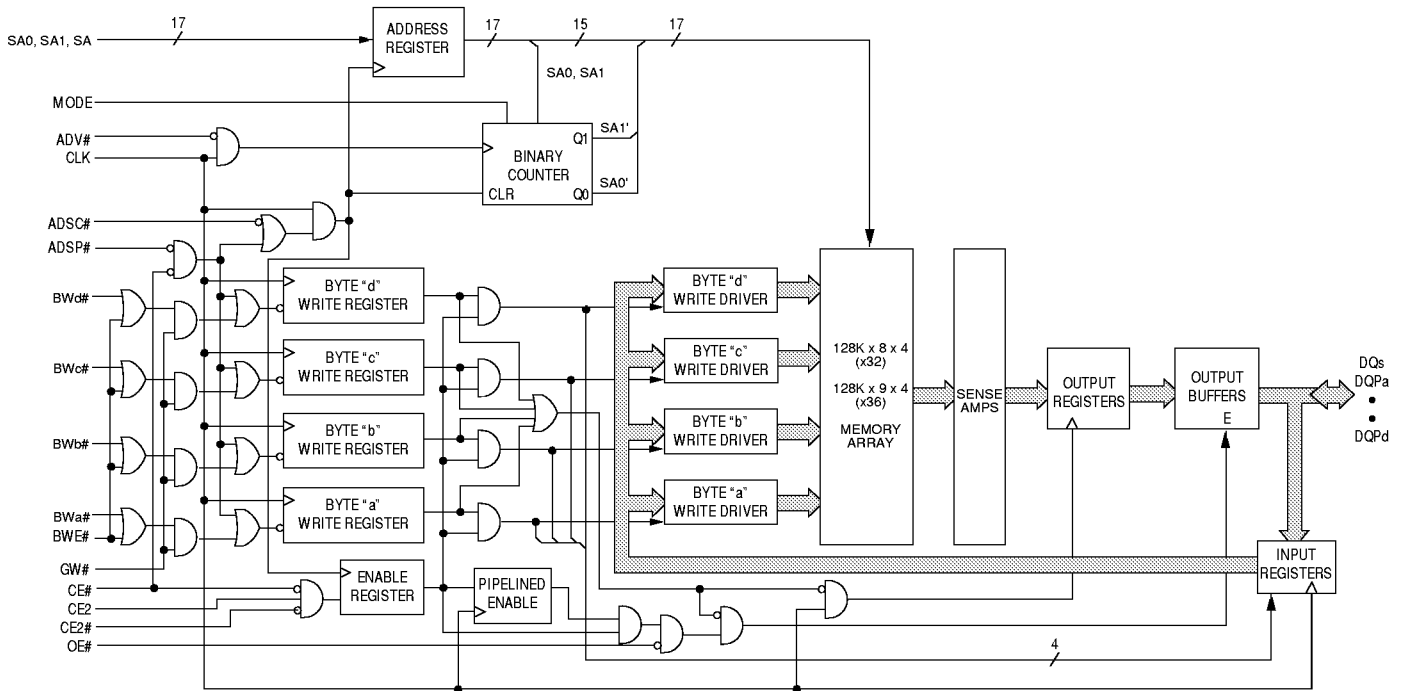 17
SA0, SA1, SA
ADDRESS
REGISTER
17
15
17
SA0, SA1
MODE
ADV#
CLK
BINARY
COUNTER
CLR
Q1
Q0
SA1'
SA0'
ADSC#
ADSP#
BWd#
BYTE “d”
WRITE REGISTER
BYTE “d”
WRITE DRIVER
BWc#
BYTE “c”
WRITE REGISTER
BYTE “c”
WRITE DRIVER
BWb#
BYTE “b”
WRITE REGISTER
BYTE “b”
WRITE DRIVER
BWa#
BWE#
BYTE “a”
WRITE REGISTER
BYTE “a”
WRITE DRIVER
128K x 8 x 4
(x32)
128K x 9 x 4
(x36)
MEMORY
ARRAY
SENSE
AMPS
OUTPUT
REGISTERS
OUTPUT
BUFFERS
E
DQs
DQPa
DQPd
INPUT
REGISTERS
GW#
CE#
CE2
CE2#
OE#
ENABLE
REGISTER
PIPELINED
ENABLE
4